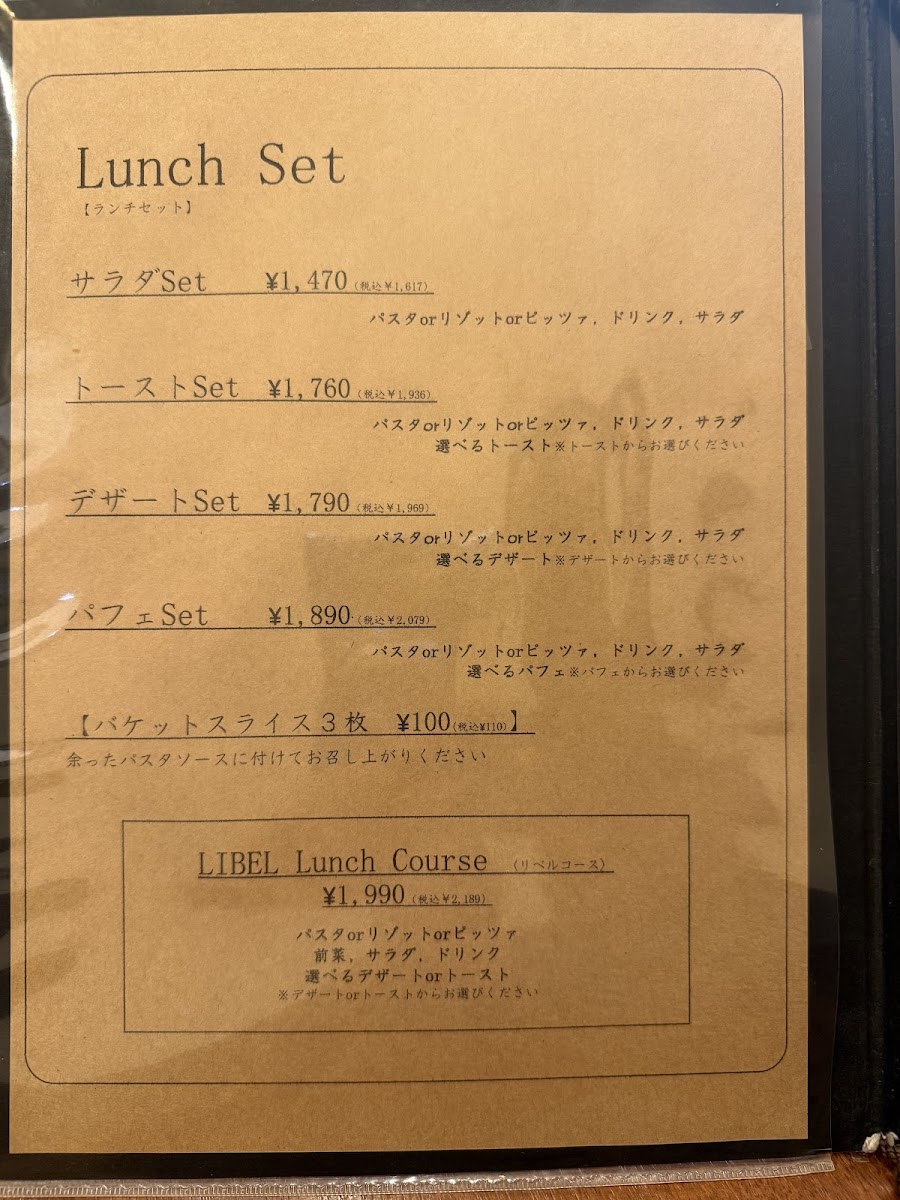 Lunch Set
【ランチセット】
サラダSet ¥1,470(税込¥1,617)
パスタorリゾットorピッツァ, ドリンク, サラダ
トーストSet ¥1,760(税込¥1,936)
パスタorリゾットorピッツァ, ドリンク, サラダ
選べるトースト※トーストからお選びください
デザートSet ¥1,790(税込¥1,969)
パスタorリゾットorピッツァ, ドリンク, サラダ
選べるデザート※デザートからお選びください
パフェSet ¥1,890(税込¥2,079)
パスタorリゾットorピッツァ, ドリンク, サラダ
選べるパフェ※パフェからお選びください
【バケットスライス3枚 ¥100(税込¥110)】
余ったパスタソースに付けてお召し上がりください
LIBEL Lunch Course (リベルコース)
¥1,990(税込¥2,189)
パスタorリゾットorピッツァ
前菜, サラダ, ドリンク
選べるデザートorトースト
※デザートorトーストからお選びください